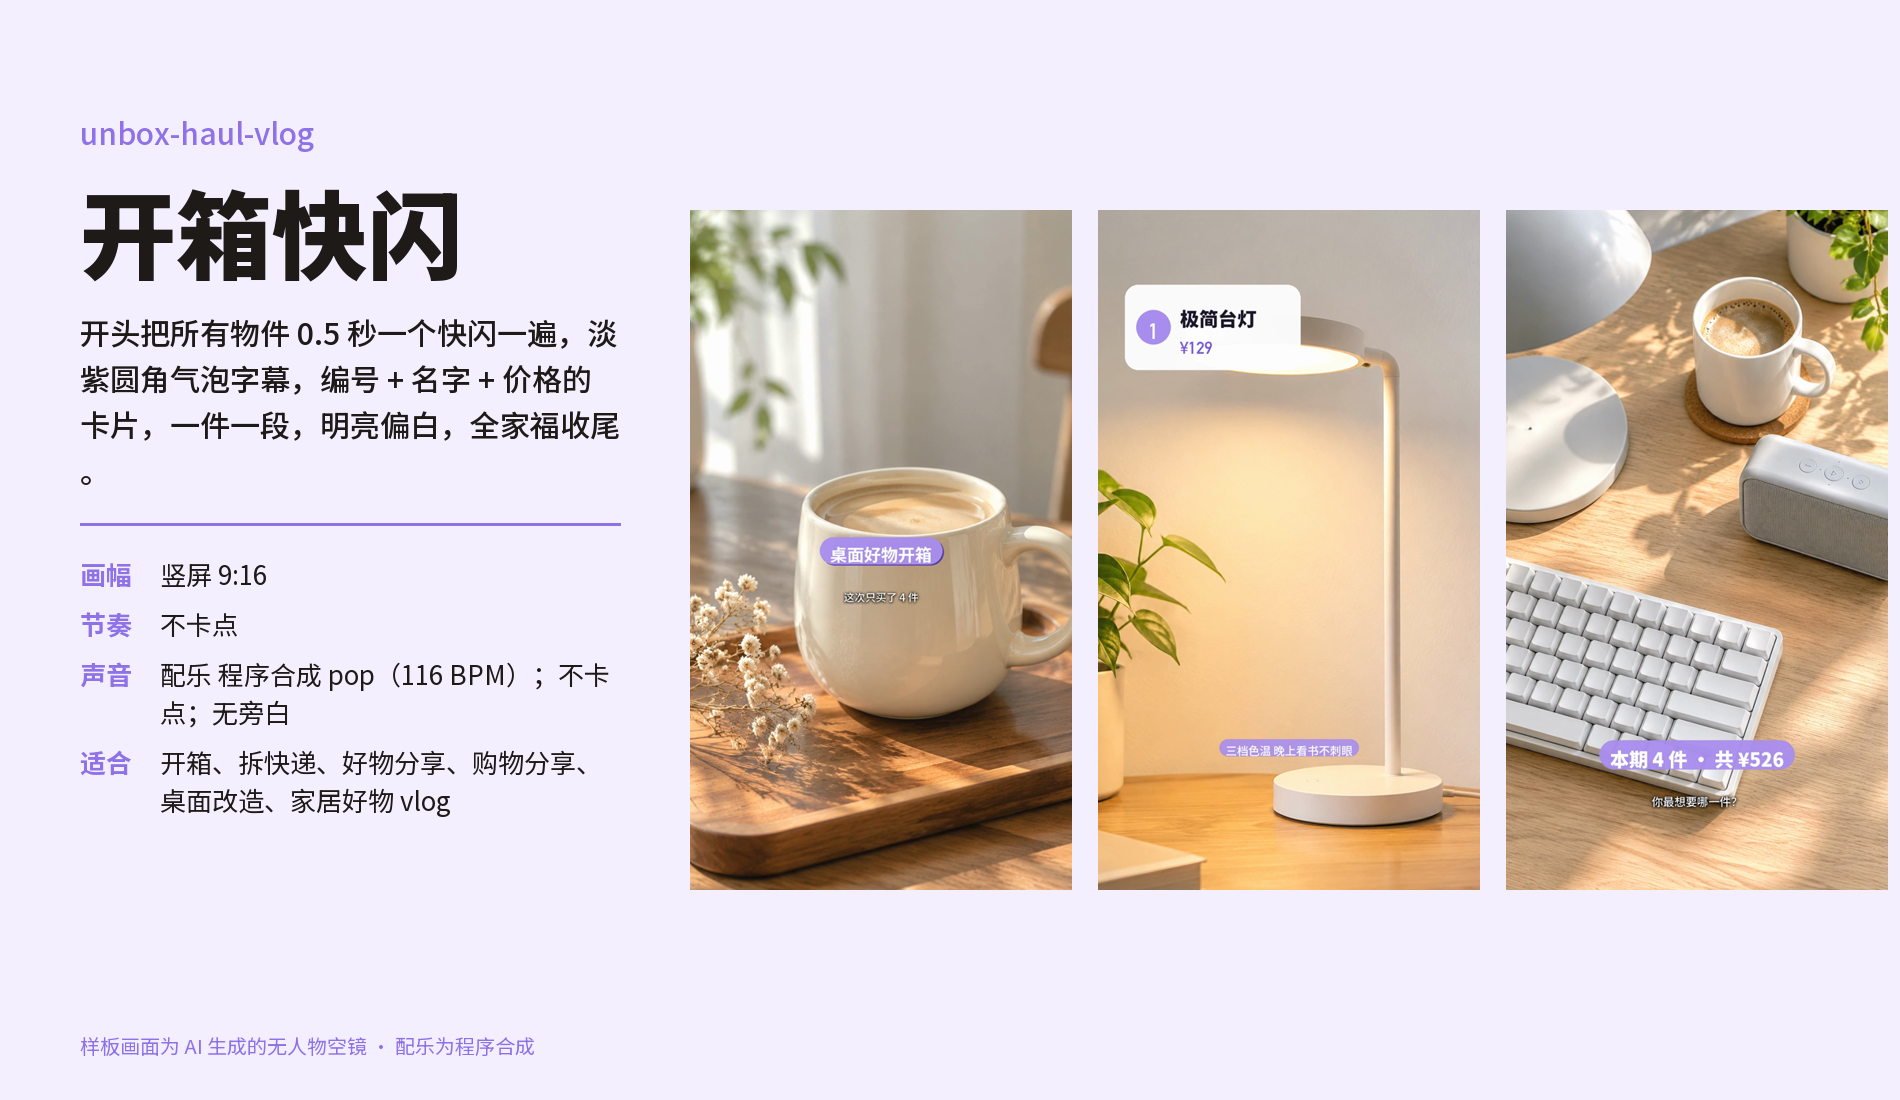 unbox-haul-vlog
开箱快闪
开头把所有物件 0.5 秒一个快闪一遍，淡
紫圆角气泡字幕，编号 + 名字 + 价格的
卡片，一件一段，明亮偏白，全家福收尾
。
画幅 竖屏 9:16
节奏 不卡点
声音 配乐 程序合成 pop（116 BPM）；不卡
点；无旁白
适合 开箱、拆快递、好物分享、购物分享、
桌面改造、家居好物 vlog
样板画面为 AI 生成的无人物空镜 · 配乐为程序合成
桌面好物开箱
这次只买了 4 件
1
极简台灯
¥129
三档色温 晚上看书不刺眼
本期 4 件 · 共 ¥526
你最想要哪一件?